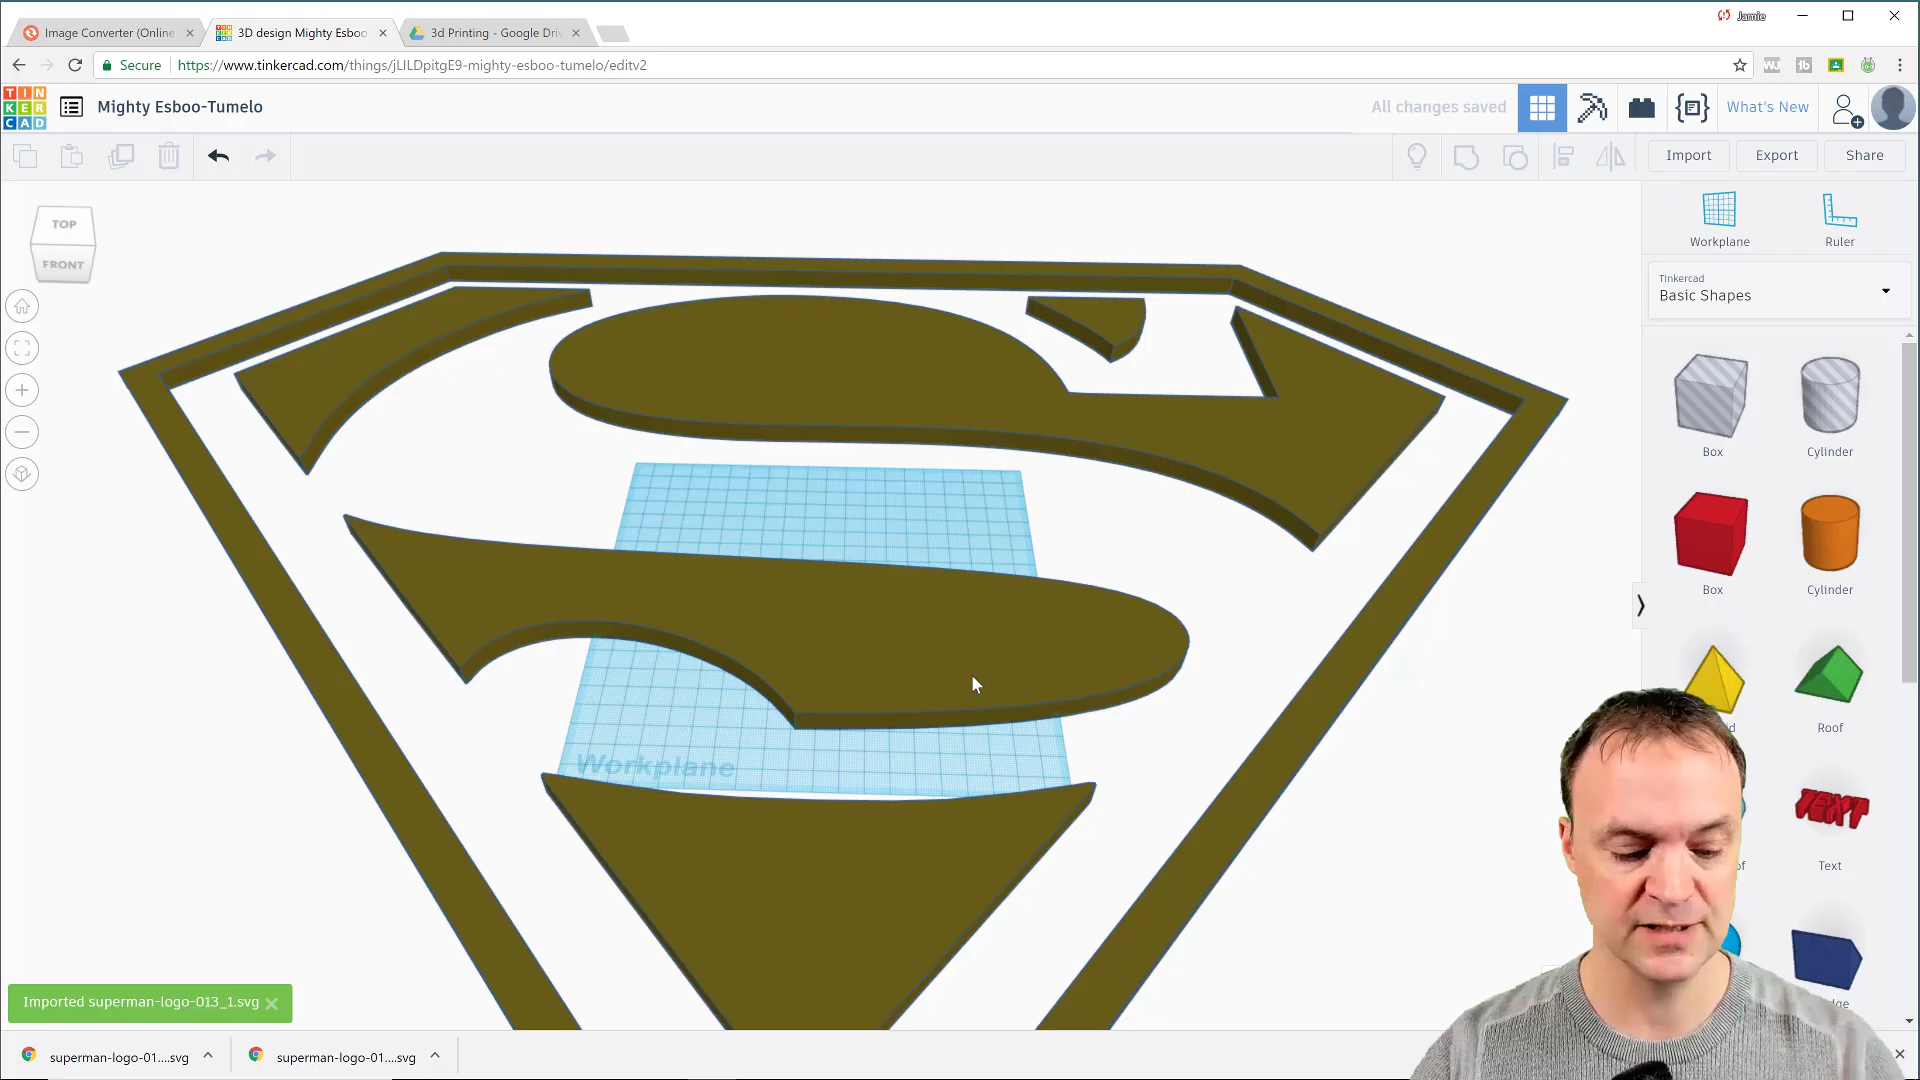 Image Converter (Online
3D design Mighty Esboo
3d Printing - Google Driv
Jamie
Secure
https://www.tinkercad.com/things/jLILDpitgE9-mighty-esboo-tumelo/editv2
TIN
KER
CAD
Mighty Esboo-Tumelo
All changes saved
What's New
Import
Export
Share
TOP
FRONT
Workplane
Ruler
Tinkercad
Basic Shapes
Box
Cylinder
Box
Cylinder
Roof
Workplane
TEXT
Text
Imported superman-logo-013_1.svg
superman-logo-01....svg
superman-logo-01....svg